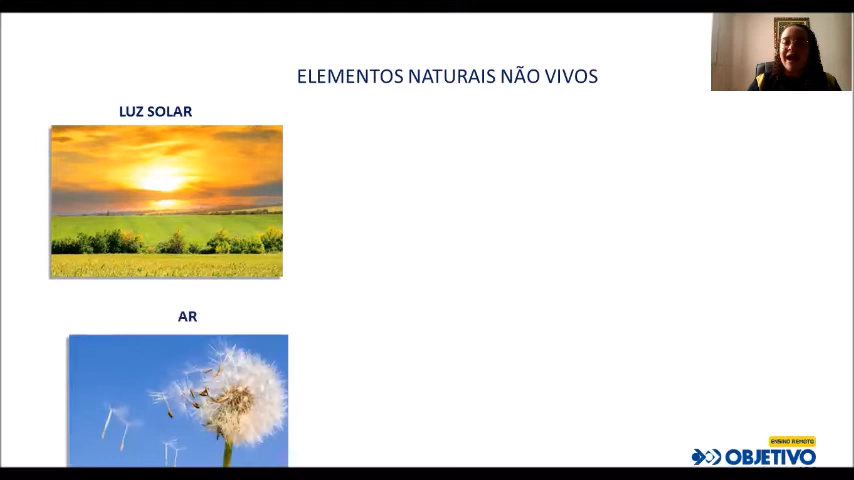 ELEMENTOS NATURAIS NÃO VIVOS
LUZ SOLAR
AR
ENSINO REMOTO
OBJETIVO